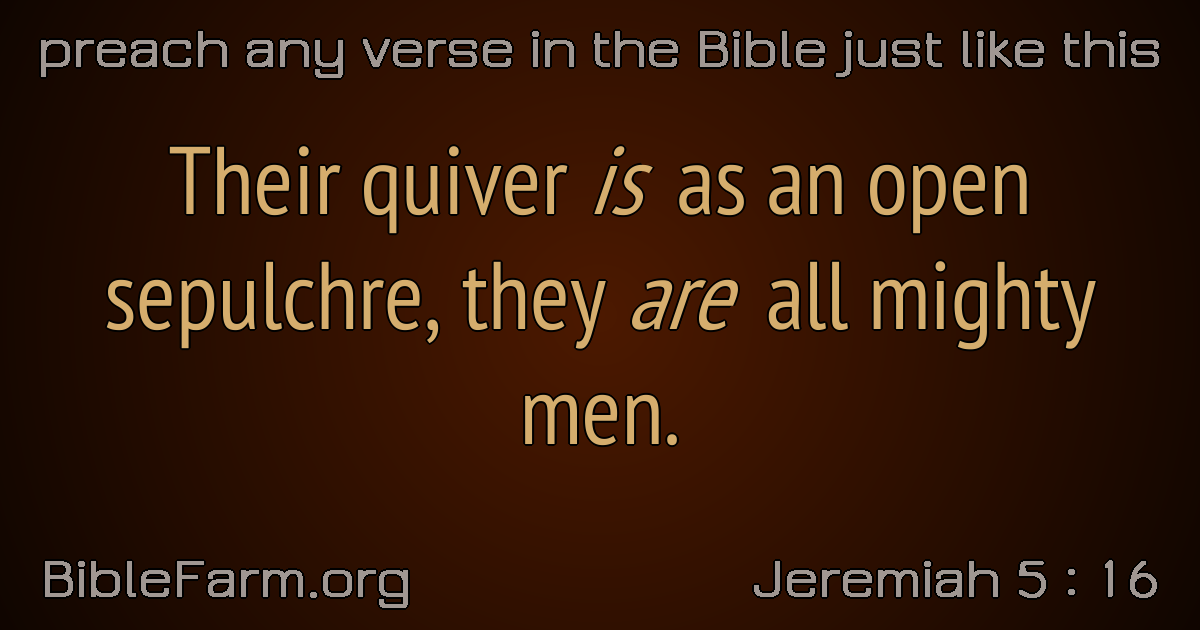 preach any verse in the Bible just like this
Their quiver is as an open
sepulchre, they are all mighty
men.
BibleFarm.org
Jeremiah 5 : 16